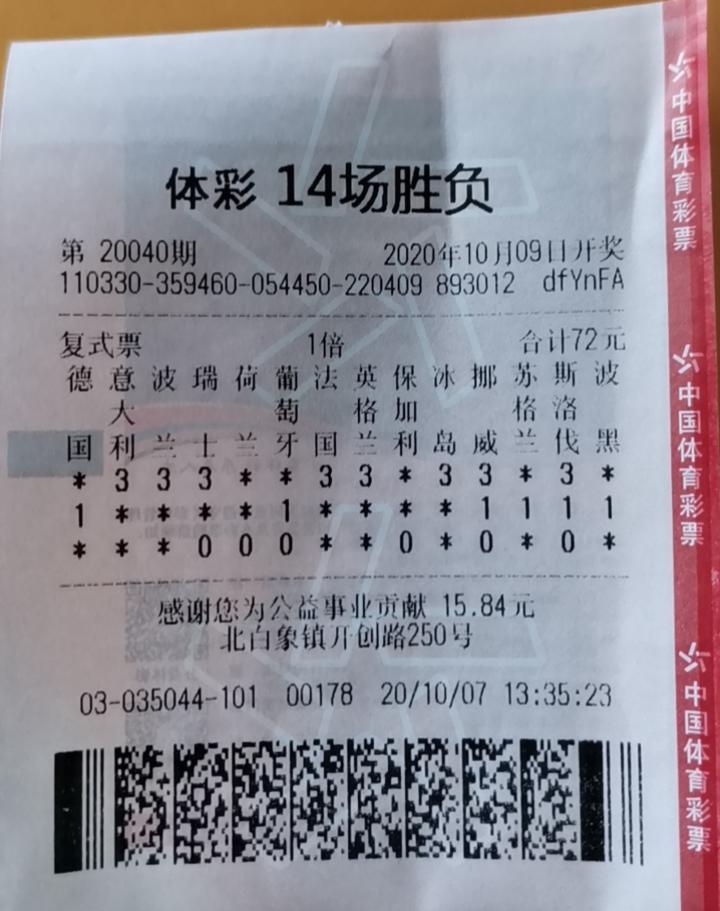 体彩 14场胜负
第 20040期 2020年10月09日开奖
110330-359460-054450-220409 893012 dfYnFA
复式票 1倍 合计72元
德 意 波 瑞 荷 葡 法 英 保 冰 挪 苏 斯 波
大 萄 格 加 格 洛
国 利 兰 士 兰 牙 国 兰 利 岛 威 兰 伐 黑
* 3 3 3 * * 3 3 * 3 3 * 3 *
1 * * * * 1 * * * * 1 1 1 1
* * * 0 0 0 * * 0 * 0 * 0 *
感谢您为公益事业贡献 15.84元
北白象镇开创路250号
03-035044-101 00178 20/10/07 13:35:23
中国体育彩票
中国体育彩票
中国体育彩票